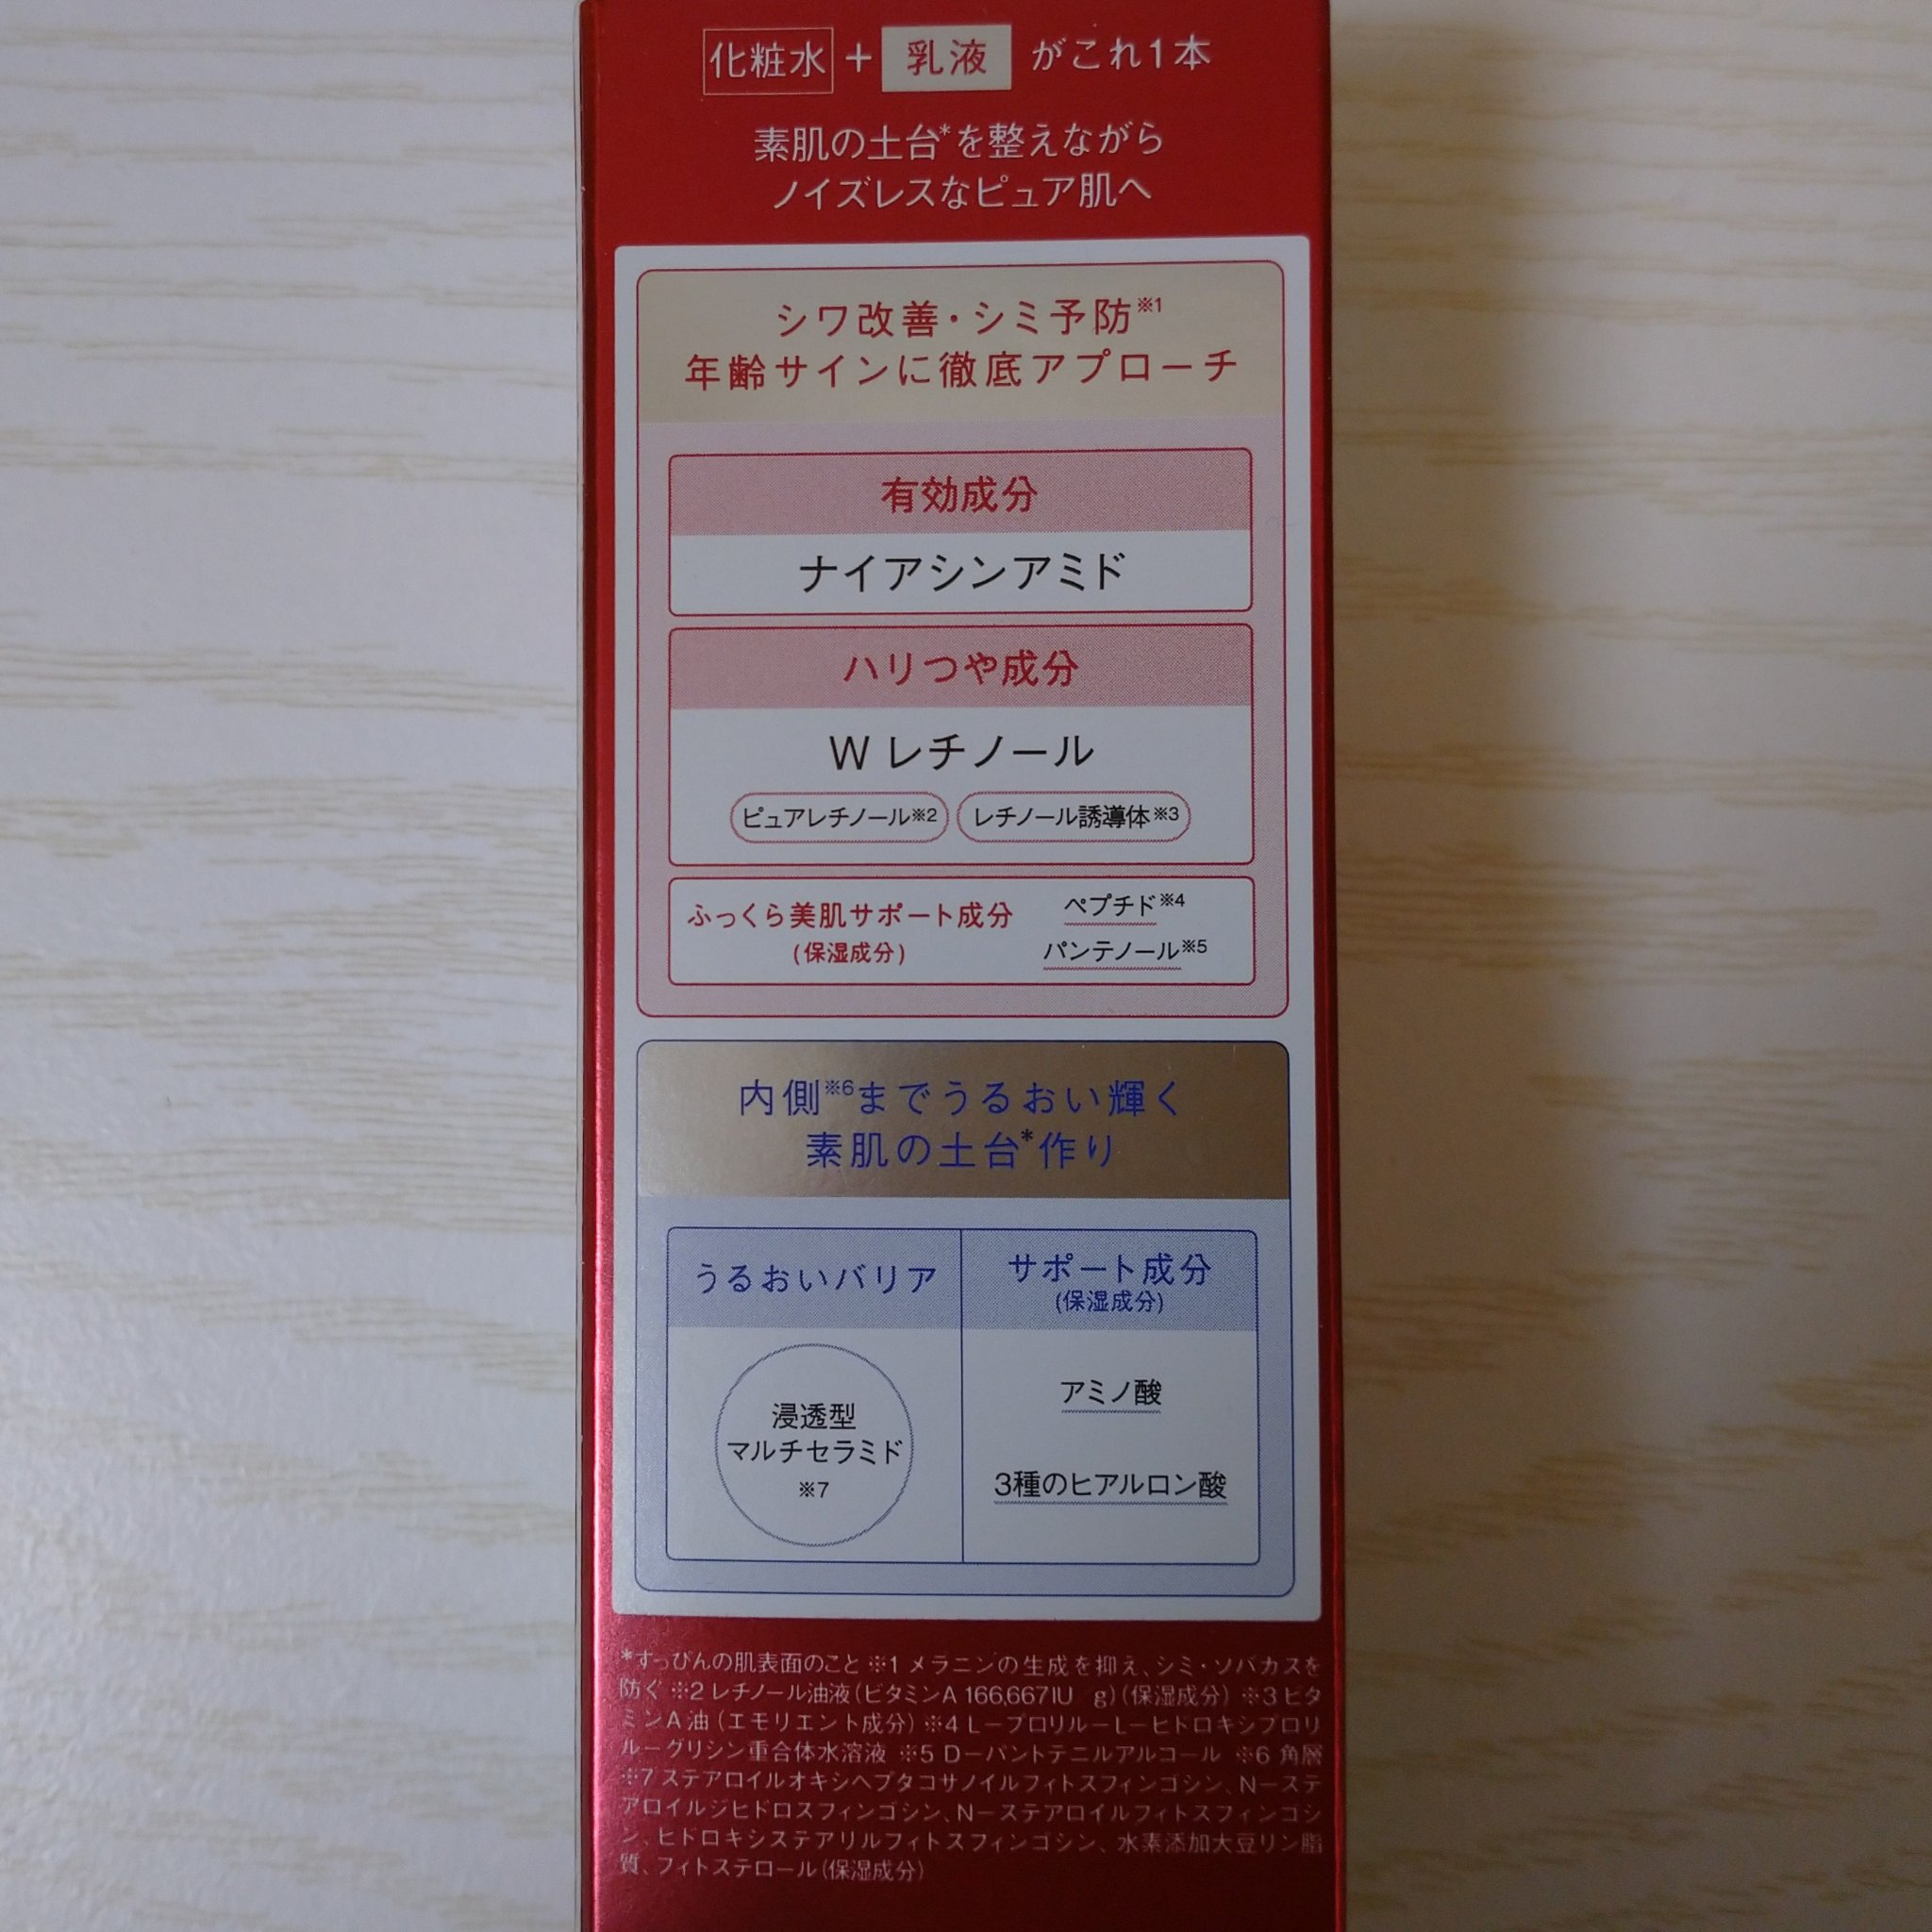 化粧水 + 乳液 がこれ1本
素肌の土台*を整えながら
ノイズレスなピュア肌へ
シワ改善・シミ予防※1
年齢サインに徹底アプローチ
有効成分
ナイアシンアミド
ハリつや成分
W レチノール
ピュアレチノール※2 レチノール誘導体※3
ふっくら美肌サポート成分
(保湿成分)
ペプチド※4
パンテノール※5
内側※6までうるおい輝く
素肌の土台*作り
うるおいバリア
浸透型
マルチセラミド
※7
サポート成分
(保湿成分)
アミノ酸
3種のヒアルロン酸
*すっぴんの肌表面のこと ※1 メラニンの生成を抑え、シミ・ソバカスを
防ぐ ※2 レチノール油液(ビタミンA 166,667IU g)(保湿成分) ※3 ビタ
ミンA油(エモリエント成分) ※4 L－プロリル－L－ヒドロキシプロリ
ル－グリシン重合体水溶液 ※5 D－パントテニルアルコール ※6 角層
※7 ステアロイルオキシヘプタコサノイルフィトスフィンゴシン、N－ステ
アロイルジヒドロスフィンゴシン、N－ステアロイルフィトスフィンゴシ
ン、ヒドロキシステアリルフィトスフィンゴシン、水素添加大豆リン脂
質、フィトステロール(保湿成分)